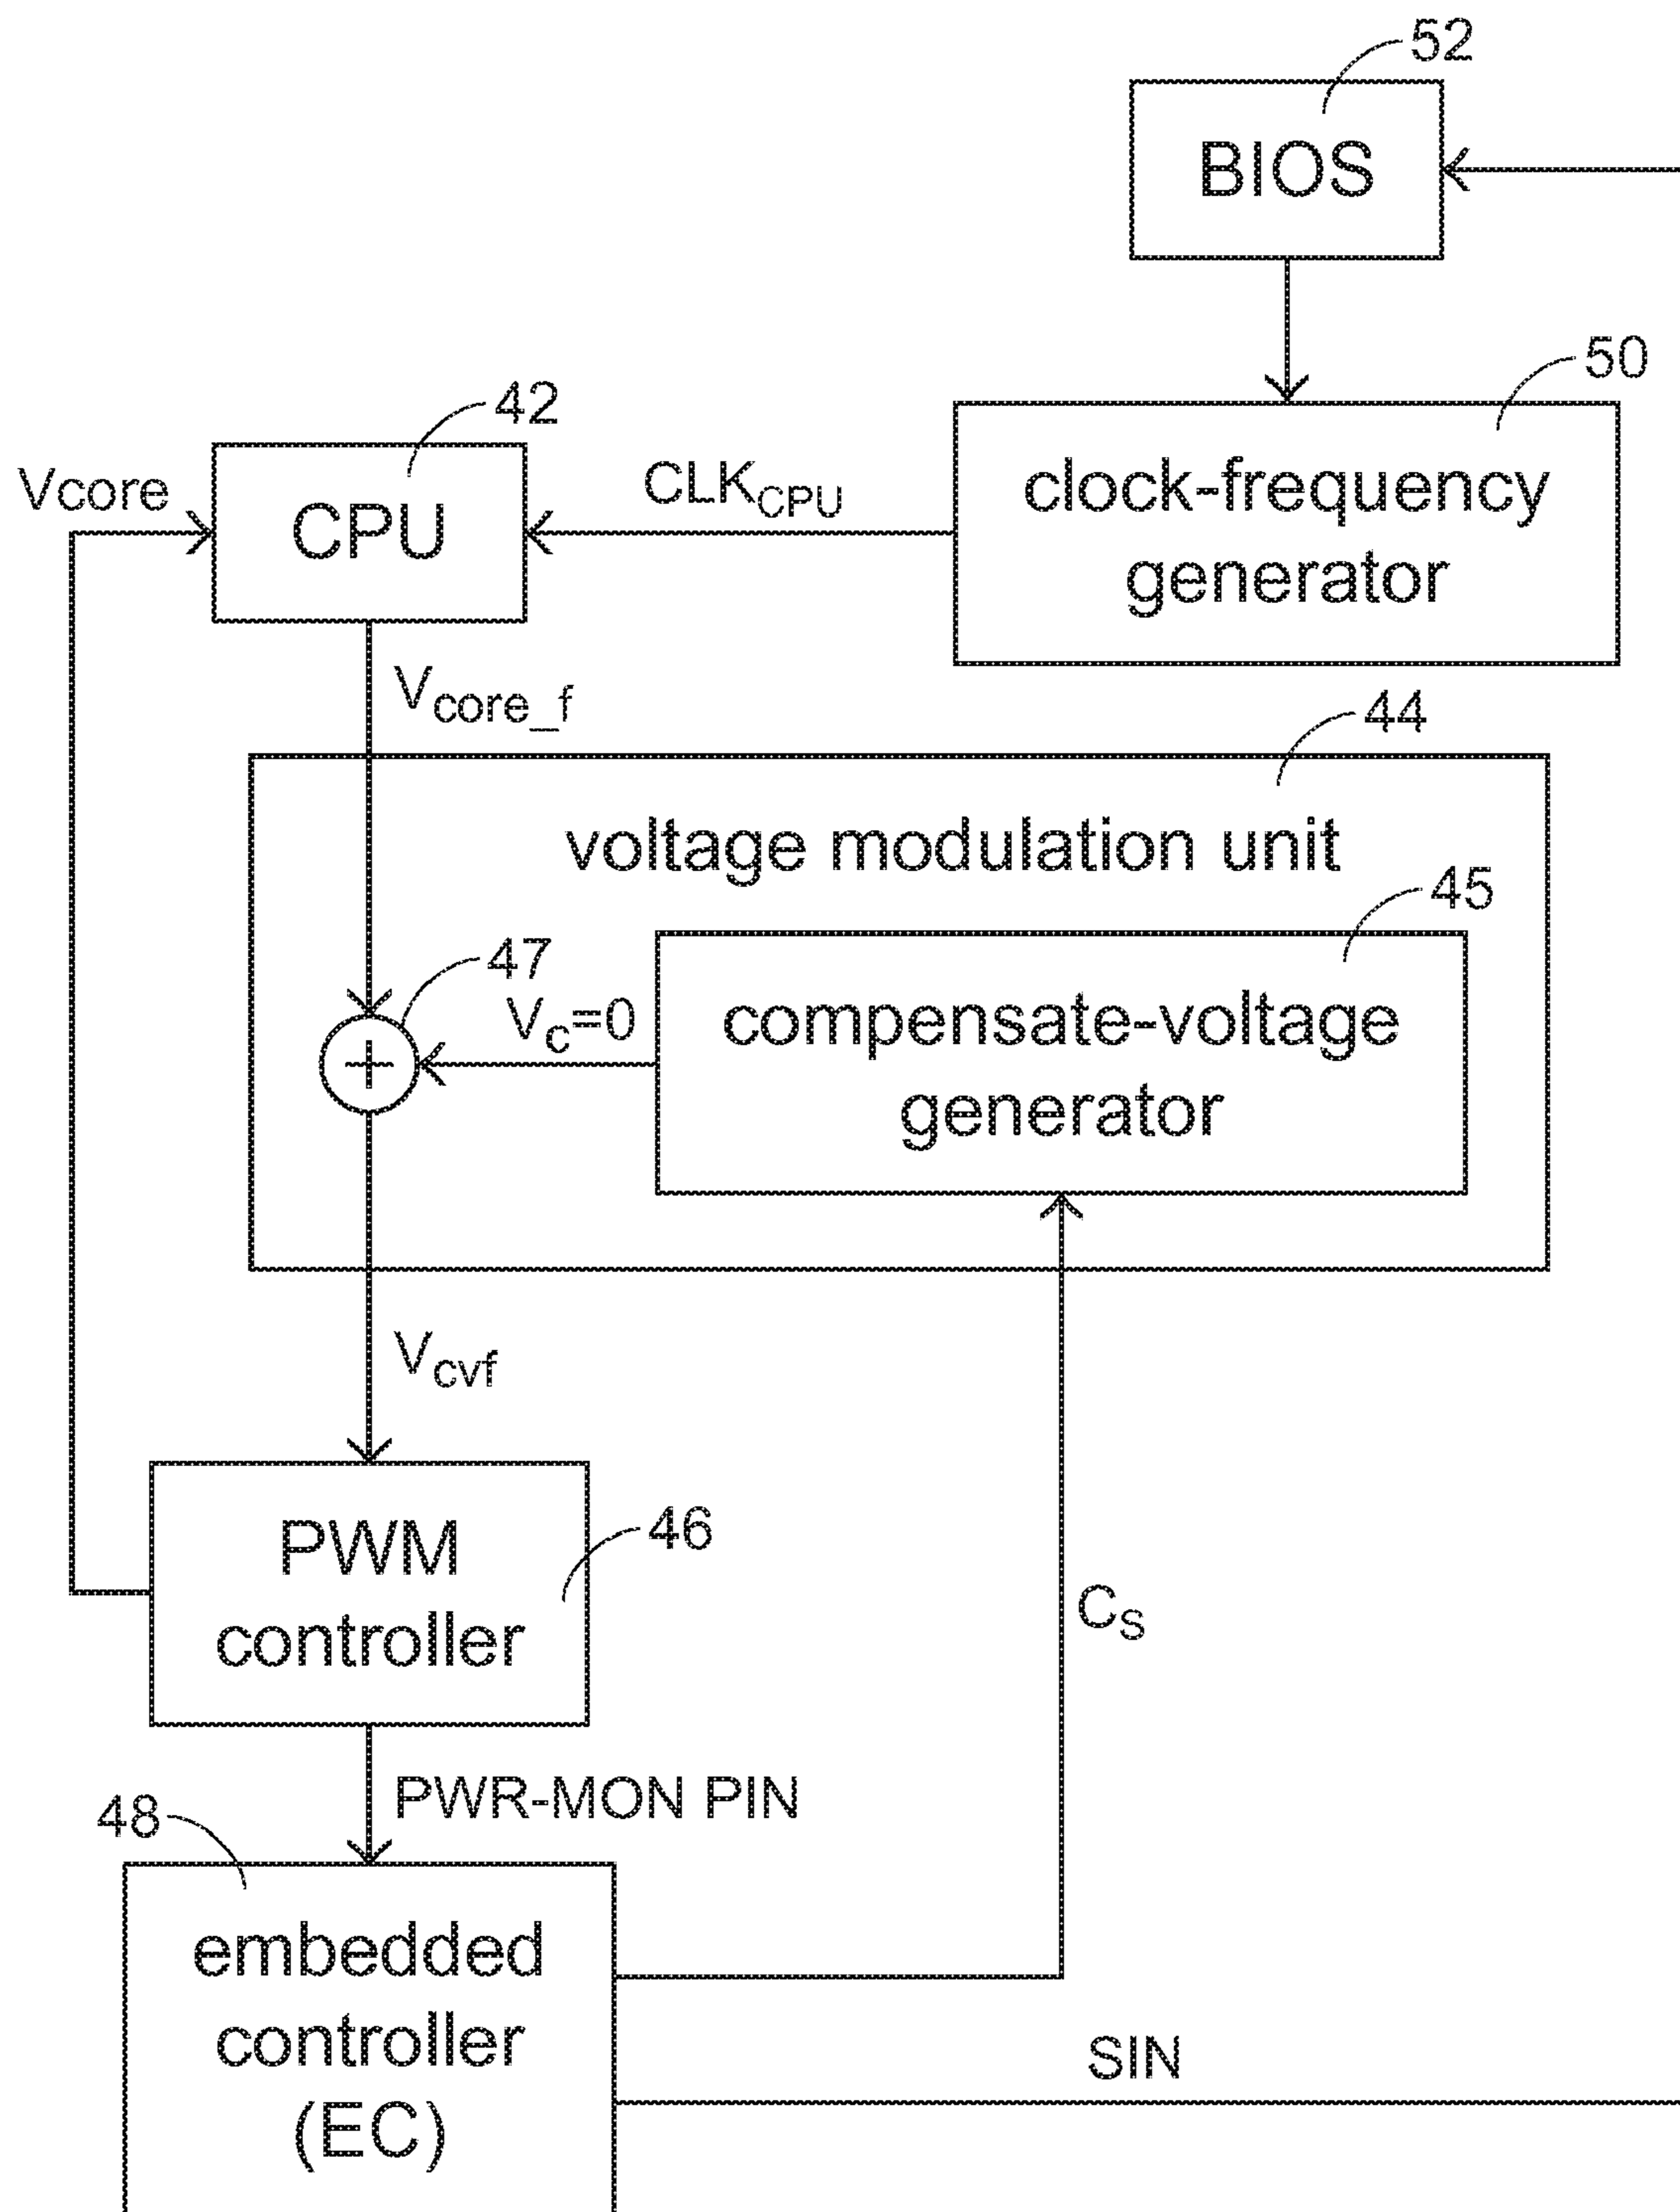 52
BIOS
50
42
Vcore
CPU
CLKCPU
clock-frequency
generator
Vcore_f
44
voltage modulation unit
45
47
Vc=0
compensate-voltage
generator
Vcvf
PWM
controller
46
CS
PWR-MON PIN
48
embedded
controller
(EC)
SIN